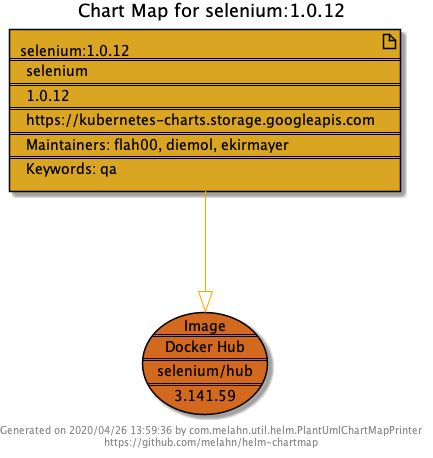 Chart Map for selenium:1.0.12
selenium:1.0.12
selenium
1.0.12
https://kubernetes-charts.storage.googleapis.com
Maintainers: flah00, diemol, ekirmayer
Keywords: qa
Image
Docker Hub
selenium/hub
3.141.59
Generated on 2020/04/26 13:59:36 by com.melahn.util.helm.PlantUmlChartMapPrinter
https://github.com/melahn/helm-chartmap